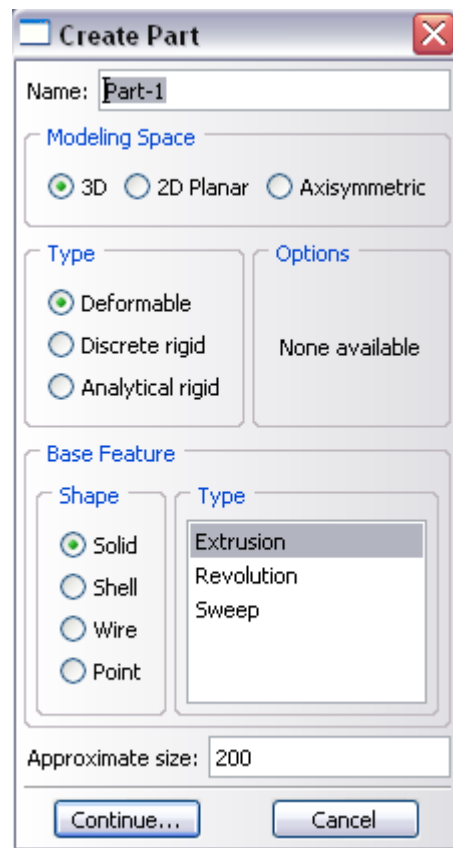 Create Part
Name: Part-1
Modeling Space
3D 2D Planar Axisymmetric
Type
Deformable
Discrete rigid
Analytical rigid
Options
None available
Base Feature
Shape
Solid
Shell
Wire
Point
Type
Extrusion
Revolution
Sweep
Approximate size: 200
Continue... Cancel